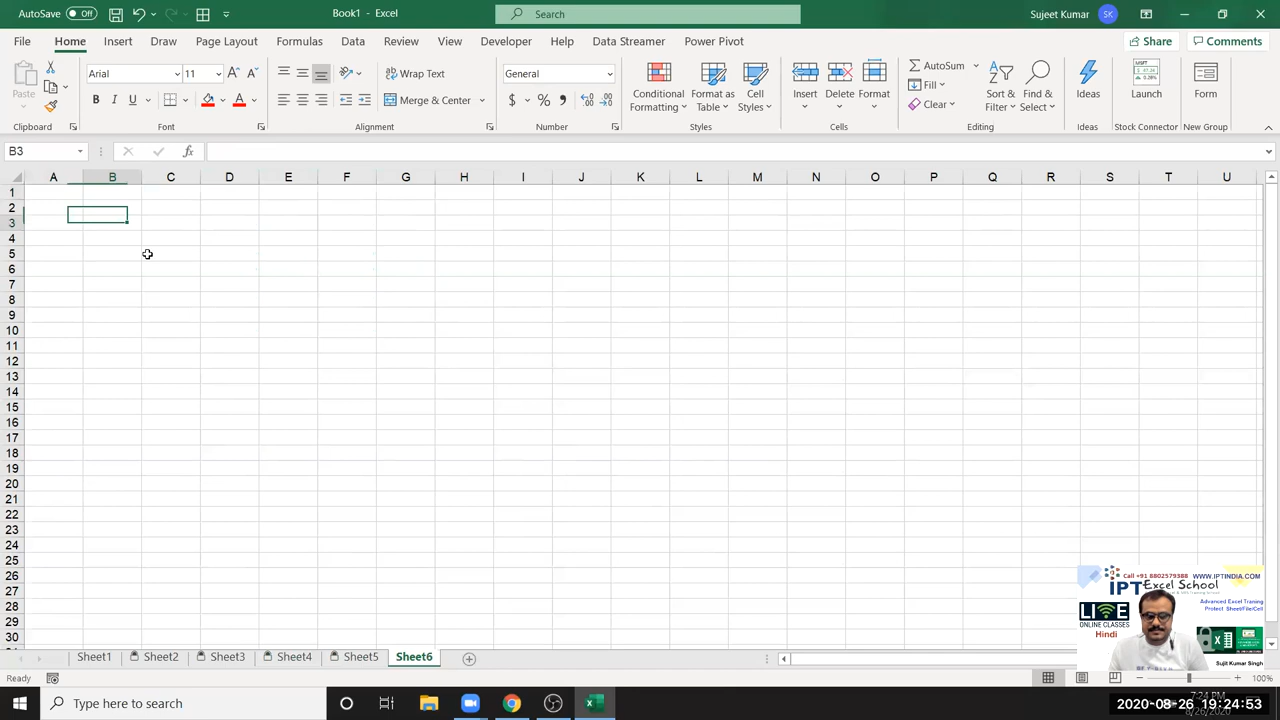 AutoSave Off Book1 - Excel Search Sujeet Kumar SK
File Home Insert Draw Page Layout Formulas Data Review View Developer Help Data Streamer Power Pivot Share Comments
Paste Arial 11 Wrap Text General AutoSum
B I U Merge & Center $ % Conditional Formatting Format as Table Cell Styles Insert Delete Format Fill Clear Sort & Filter Find & Select Ideas Launch Form
Clipboard Font Alignment Number Styles Cells Editing Ideas Stock Connector New Group
B3 fx
A B C D E F G H I J K L M N O P Q R S T U
1
2
3
4
5
6
7
8
9
10
11
12
13
14
15
16
17
18
19
20
21
22
23
24
25
26
27
28
29
30
Call +91 8802579388 WWW.IPTINDIA.COM
IPT Excel School
Advanced Excel Traning
Protect Sheet/File/Cell
LIVE
ONLINE CLASSES
Hindi
Sujit Kumar Singh
Sheet1 Sheet2 Sheet3 Sheet4 Sheet5 Sheet6
Ready 100%
Type here to search
7:24 PM
2020-08-26 19:24:53